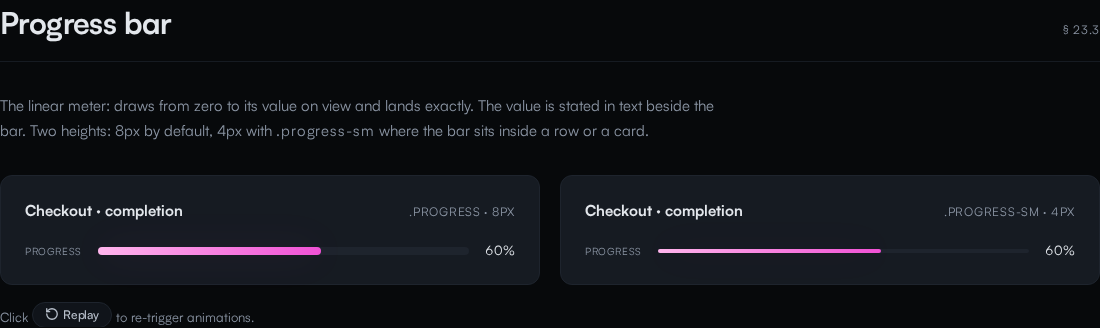 Progress bar
§ 23.3
The linear meter: draws from zero to its value on view and lands exactly. The value is stated in text beside the
bar. Two heights: 8px by default, 4px with .progress-sm where the bar sits inside a row or a card.
Checkout · completion
.PROGRESS · 8PX
PROGRESS
60%
Checkout · completion
.PROGRESS-SM · 4PX
PROGRESS
60%
Click Replay to re-trigger animations.